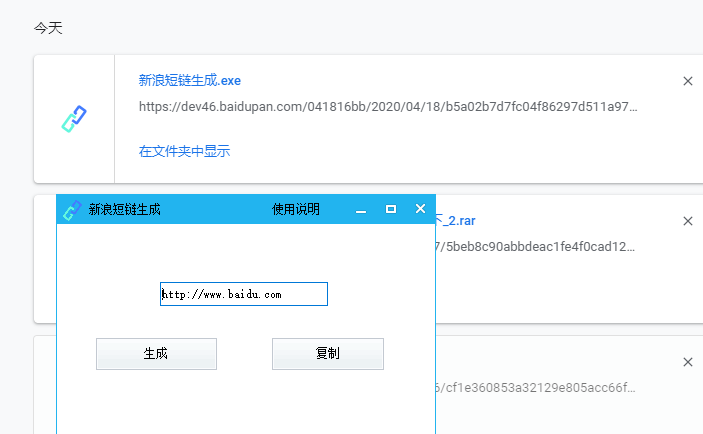 今天
新浪短链生成.exe
https://dev46.baidupan.com/041816bb/2020/04/18/b5a02b7d7fc04f86297d511a97...
在文件夹中显示
新浪短链生成 使用说明
下_2.rar
7/5beb8c90abbdeac1fe4f0cad12...
http://www.baidu.com
生成 复制
6/cf1e360853a32129e805acc66f...